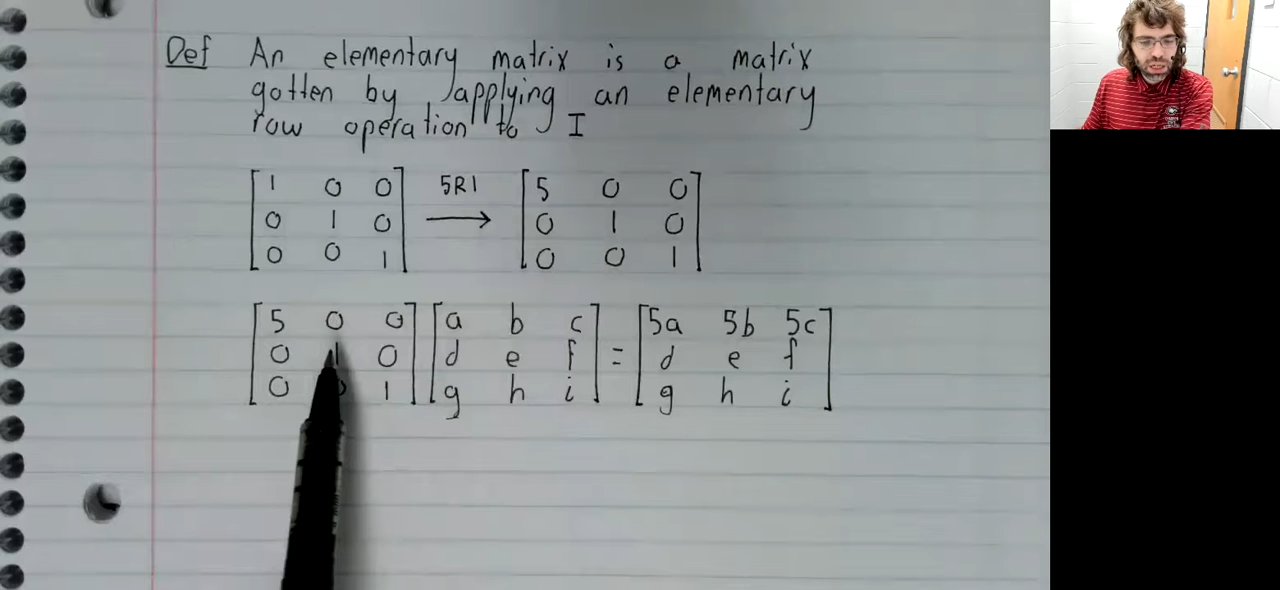 Def An elementary matrix is a matrix
gotten by applying an elementary
row operation to I
[1 0 0] 5R1 [5 0 0]
[0 1 0] → [0 1 0]
[0 0 1] [0 0 1]
[5 0 0] [a b c] [5a 5b 5c]
[0 1 0] [d e f] = [d e f]
[0 0 1] [g h i] [g h i]